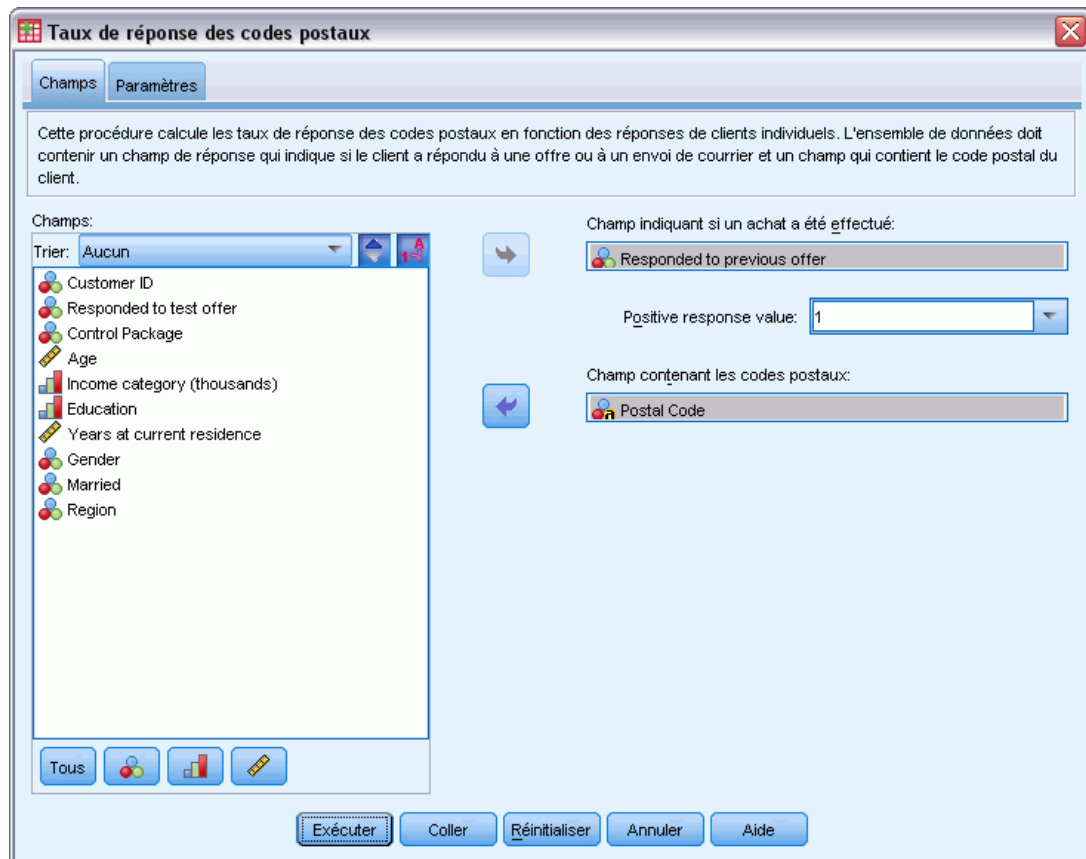 Taux de réponse des codes postaux
Champs Paramètres
Cette procédure calcule les taux de réponse des codes postaux en fonction des réponses de clients individuels. L'ensemble de données doit
contenir un champ de réponse qui indique si le client a répondu à une offre ou à un envoi de courrier et un champ qui contient le code postal du
client.
Champs:
Trier: Aucun
Customer ID
Responded to test offer
Control Package
Age
Income category (thousands)
Education
Years at current residence
Gender
Married
Region
Tous
Champ indiquant si un achat a été effectué:
Responded to previous offer
Positive response value: 1
Champ contenant les codes postaux:
Postal Code
Exécuter Coller Réinitialiser Annuler Aide